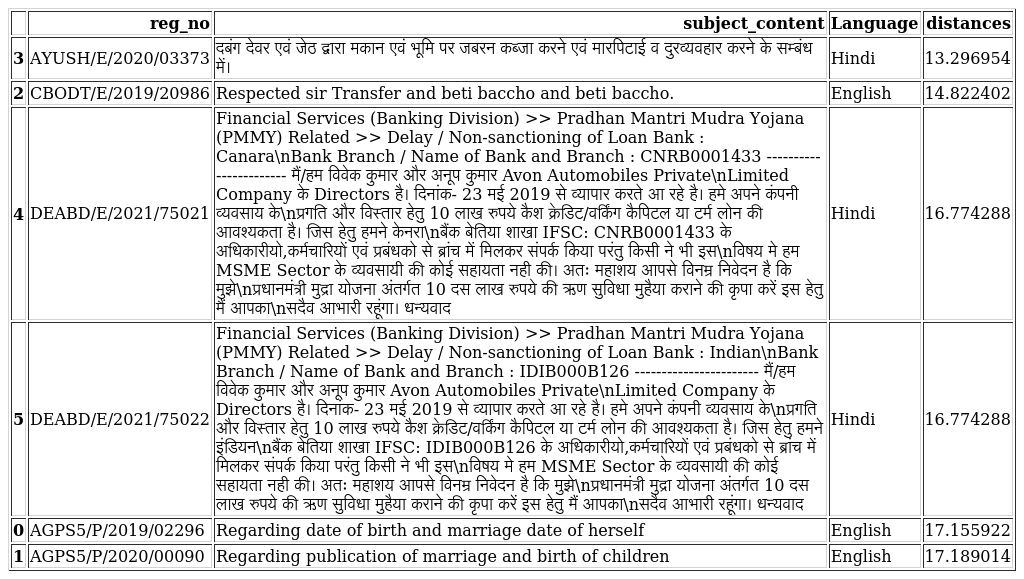 reg_no subject_content Language distances
3 AYUSH/E/2020/03373 दबंग देवर एवं जेठ द्वारा मकान एवं भूमि पर जबरन कब्जा करने एवं मारपिटाई व दुरव्यवहार करने के सम्बंध Hindi 13.296954
में।
2 CBODT/E/2019/20986 Respected sir Transfer and beti baccho and beti baccho. English 14.822402
Financial Services (Banking Division) >> Pradhan Mantri Mudra Yojana
(PMMY) Related >> Delay / Non-sanctioning of Loan Bank :
Canara\nBank Branch / Name of Bank and Branch : CNRB0001433 ----------
------------- मैं/हम विवेक कुमार और अनूप कुमार Avon Automobiles Private\nLimited
Company के Directors है। दिनांक- 23 मई 2019 से व्यापार करते आ रहे है। हमे अपने कंपनी
4 DEABD/E/2021/75021 व्यवसाय के\nप्रगति और विस्तार हेतु 10 लाख रुपये कैश क्रेडिट/वर्किंग कैपिटल या टर्म लोन की Hindi 16.774288
आवश्यकता है। जिस हेतु हमने केनरा\nबैंक बेतिया शाखा IFSC: CNRB0001433 के
अधिकारीयो,कर्मचारियों एवं प्रबंधको से ब्रांच में मिलकर संपर्क किया परंतु किसी ने भी इस\nविषय मे हम
MSME Sector के व्यवसायी की कोई सहायता नही की। अतः महाशय आपसे विनम्र निवेदन है कि
मुझे\nप्रधानमंत्री मुद्रा योजना अंतर्गत 10 दस लाख रुपये की ऋण सुविधा मुहैया कराने की कृपा करें इस हेतु
मैं आपका\nसदैव आभारी रहूंगा। धन्यवाद
Financial Services (Banking Division) >> Pradhan Mantri Mudra Yojana
(PMMY) Related >> Delay / Non-sanctioning of Loan Bank : Indian\nBank
Branch / Name of Bank and Branch : IDIB000B126 ----------------------- मैं/हम
विवेक कुमार और अनूप कुमार Avon Automobiles Private\nLimited Company के
Directors है। दिनांक- 23 मई 2019 से व्यापार करते आ रहे है। हमे अपने कंपनी व्यवसाय के\nप्रगति
5 DEABD/E/2021/75022 और विस्तार हेतु 10 लाख रुपये कैश क्रेडिट/वर्किंग कैपिटल या टर्म लोन की आवश्यकता है। जिस हेतु हमने Hindi 16.774288
इंडियन\nबैंक बेतिया शाखा IFSC: IDIB000B126 के अधिकारीयो,कर्मचारियों एवं प्रबंधको से ब्रांच में
मिलकर संपर्क किया परंतु किसी ने भी इस\nविषय मे हम MSME Sector के व्यवसायी की कोई
सहायता नही की। अतः महाशय आपसे विनम्र निवेदन है कि मुझे\nप्रधानमंत्री मुद्रा योजना अंतर्गत 10 दस
लाख रुपये की ऋण सुविधा मुहैया कराने की कृपा करें इस हेतु मैं आपका\nसदैव आभारी रहूंगा। धन्यवाद
0 AGPS5/P/2019/02296 Regarding date of birth and marriage date of herself English 17.155922
1 AGPS5/P/2020/00090 Regarding publication of marriage and birth of children English 17.189014